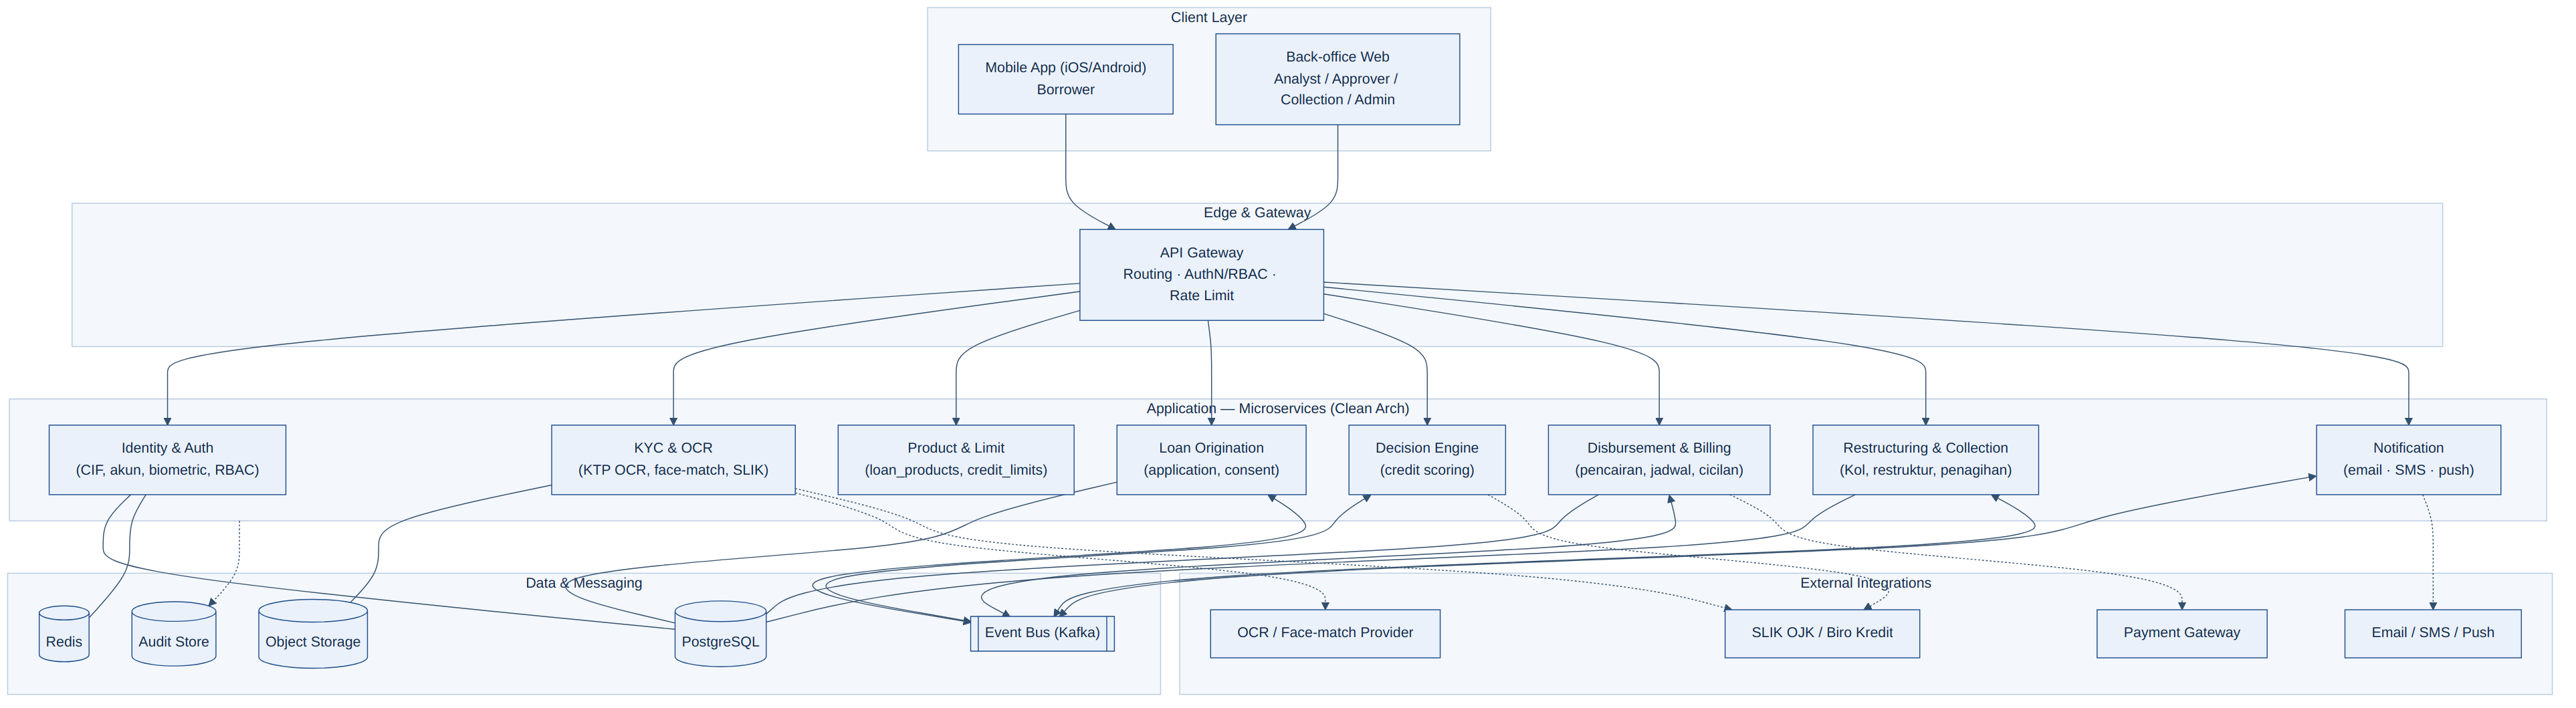 Client Layer
Mobile App (iOS/Android)
Borrower
Back-office Web
Analyst / Approver /
Collection / Admin
Edge & Gateway
API Gateway
Routing · AuthN/RBAC ·
Rate Limit
Application — Microservices (Clean Arch)
Identity & Auth
(CIF, akun, biometric, RBAC)
KYC & OCR
(KTP OCR, face-match, SLIK)
Product & Limit
(loan_products, credit_limits)
Loan Origination
(application, consent)
Decision Engine
(credit scoring)
Disbursement & Billing
(pencairan, jadwal, cicilan)
Restructuring & Collection
(Kol, restruktur, penagihan)
Notification
(email · SMS · push)
Data & Messaging
Redis
Audit Store
Object Storage
PostgreSQL
Event Bus (Kafka)
External Integrations
OCR / Face-match Provider
SLIK OJK / Biro Kredit
Payment Gateway
Email / SMS / Push